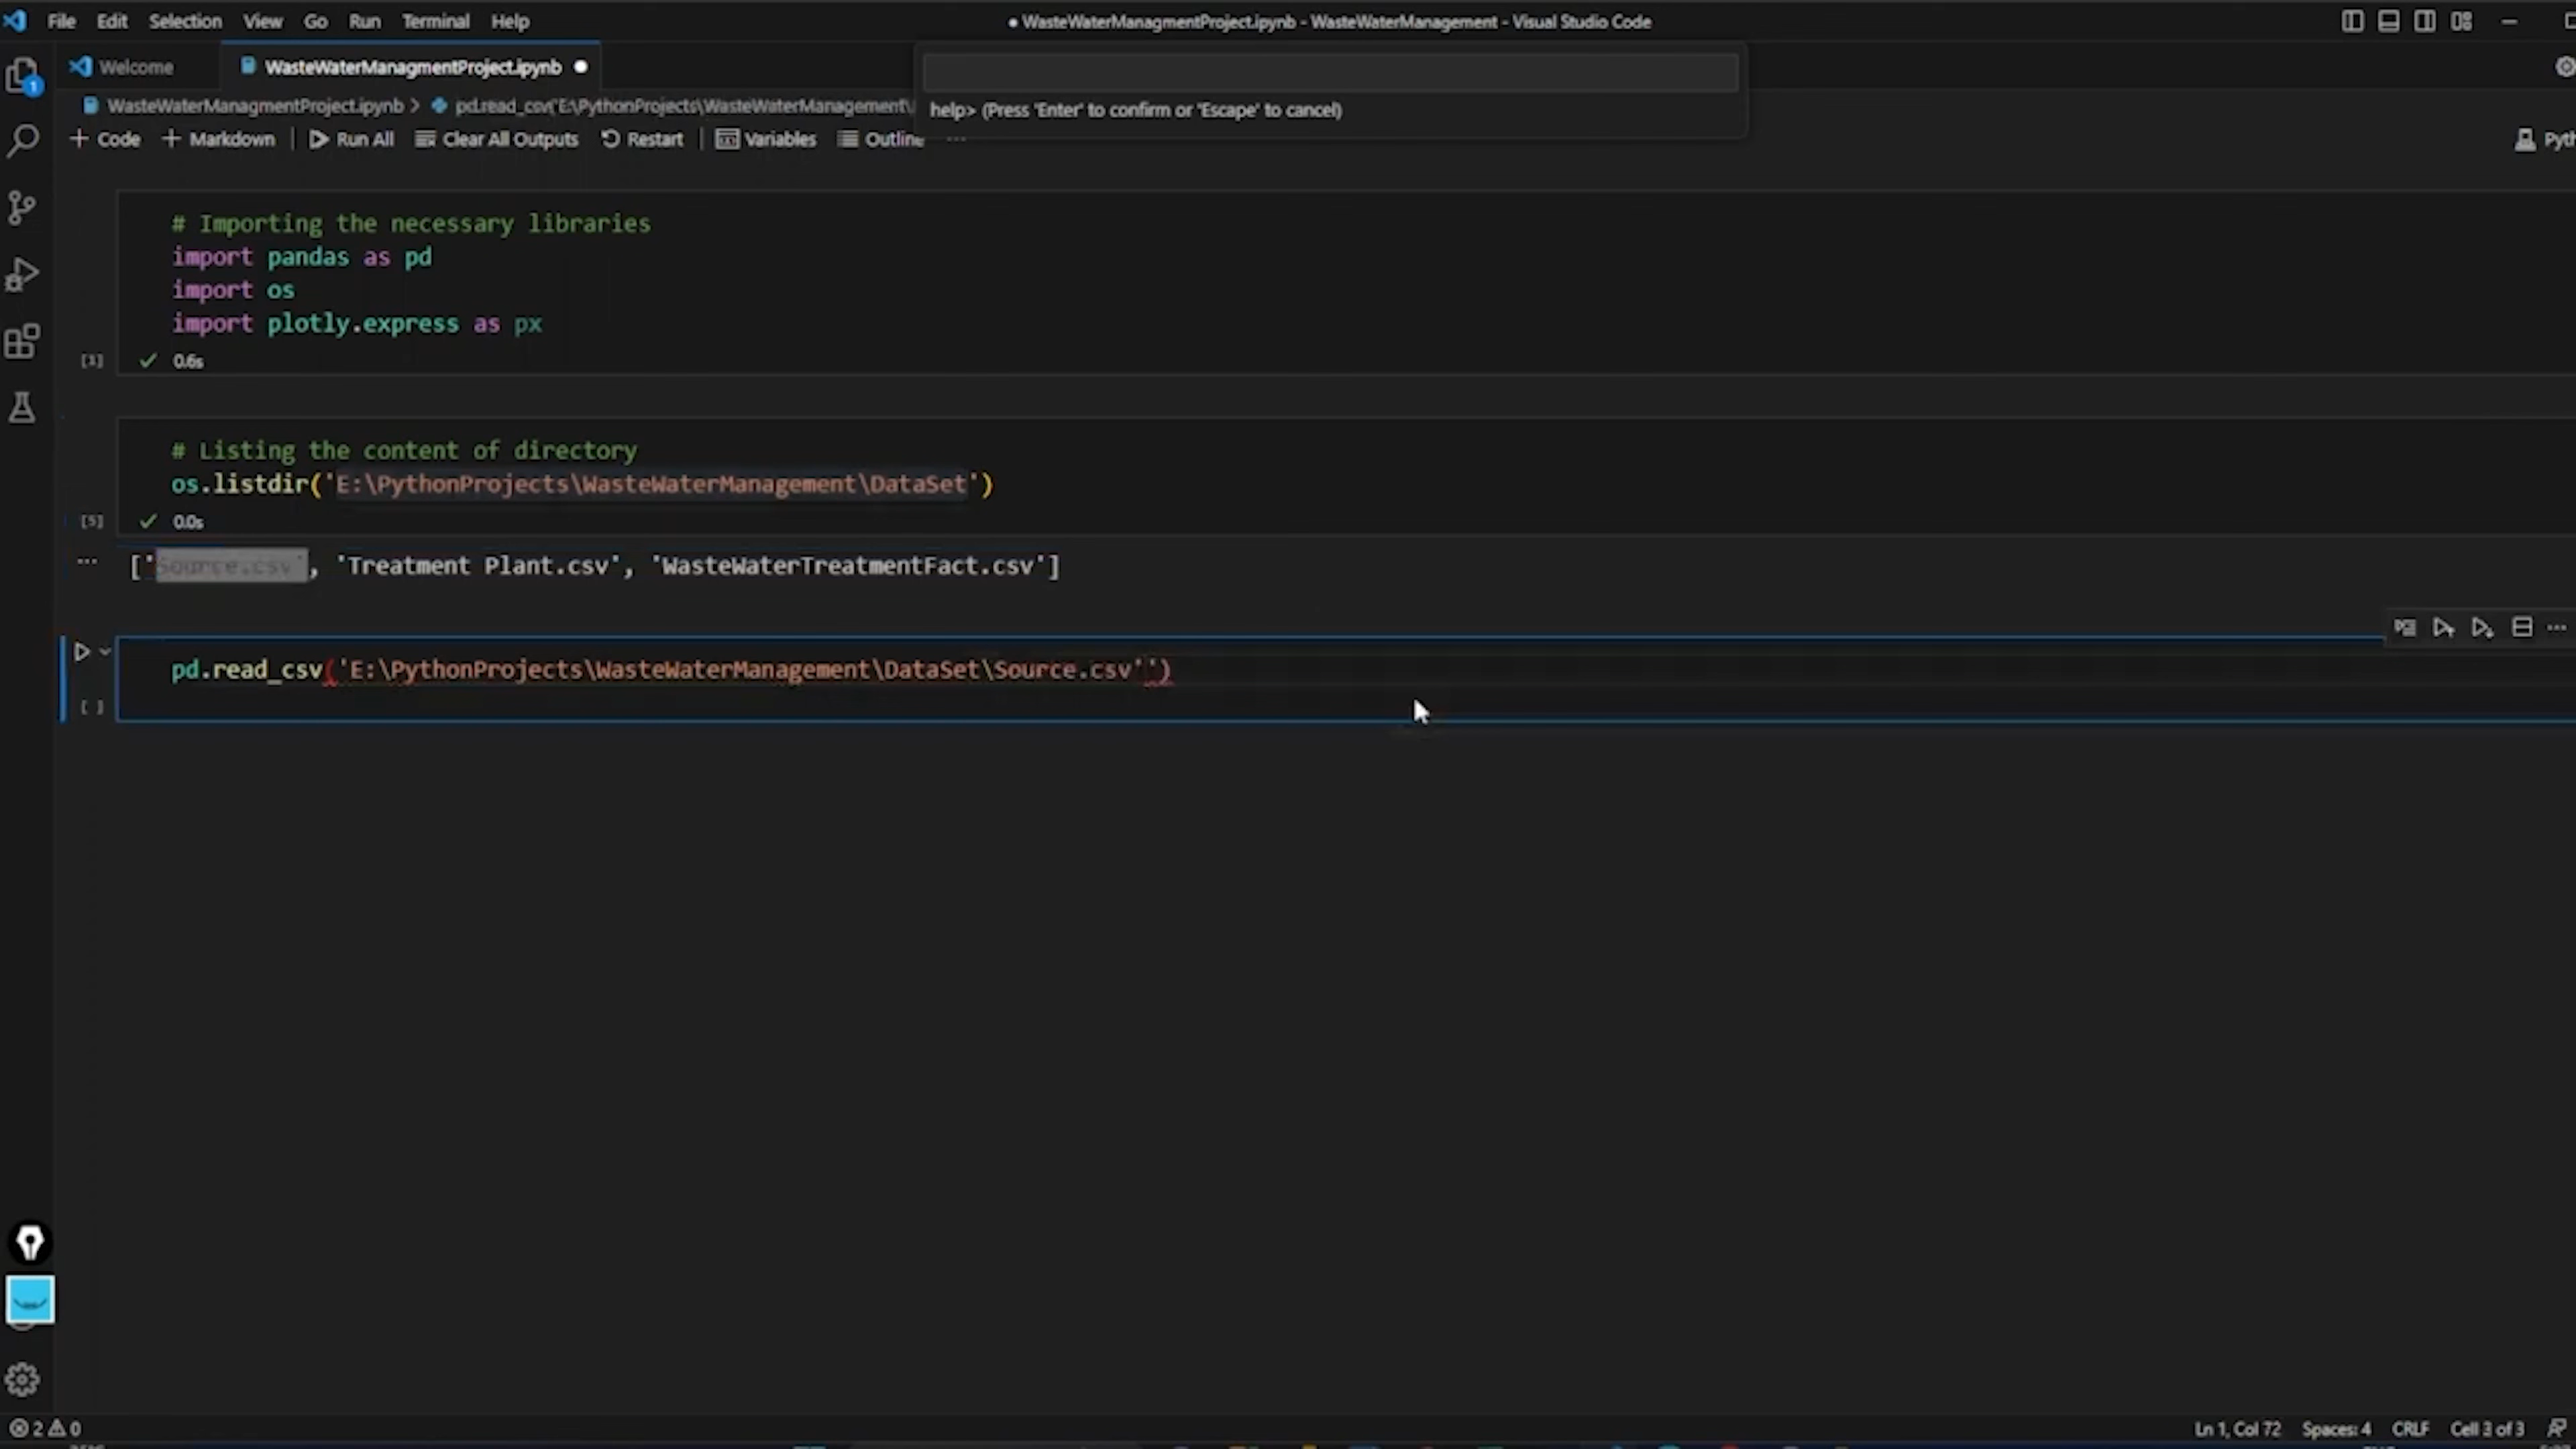 File Edit Selection View Go Run Terminal Help
● WasteWaterManagmentProject.ipynb - WasteWaterManagement - Visual Studio Code
Welcome
WasteWaterManagmentProject.ipynb
WasteWaterManagmentProject.ipynb > pd.read_csv('E:\PythonProjects\WasteWaterManagement\
help> (Press 'Enter' to confirm or 'Escape' to cancel)
+ Code + Markdown | Run All Clear All Outputs Restart | Variables Outline ...
Pyth
1
# Importing the necessary libraries
import pandas as pd
import os
import plotly.express as px
[1] ✓ 0.6s
# Listing the content of directory
os.listdir('E:\PythonProjects\WasteWaterManagement\DataSet')
[5] ✓ 0.0s
... ['Source.csv', 'Treatment Plant.csv', 'WasteWaterTreatmentFact.csv']
pd.read_csv('E:\PythonProjects\WasteWaterManagement\DataSet\Source.csv'')
[ ]
2 0
Ln 1, Col 72 Spaces: 4 CRLF Cell 3 of 3